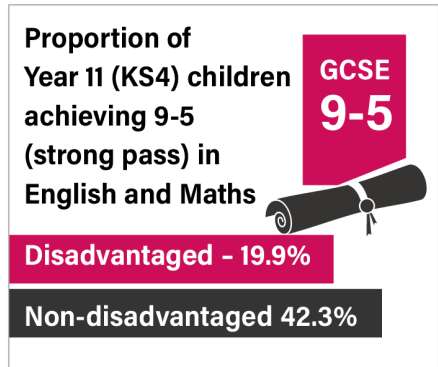 Proportion of
Year 11 (KS4) children
achieving 9-5
(strong pass) in
English and Maths
GCSE
9-5
Disadvantaged – 19.9%
Non-disadvantaged 42.3%